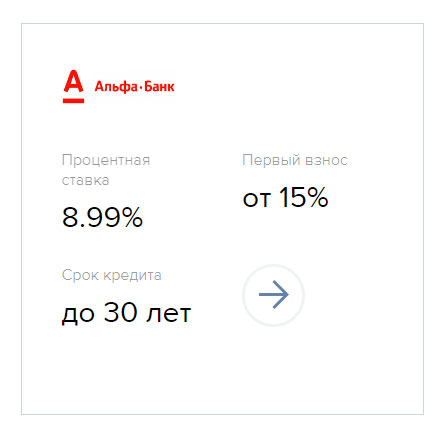 Альфа·Банк
Процентная
ставка
8.99%
Первый взнос
от 15%
Срок кредита
до 30 лет